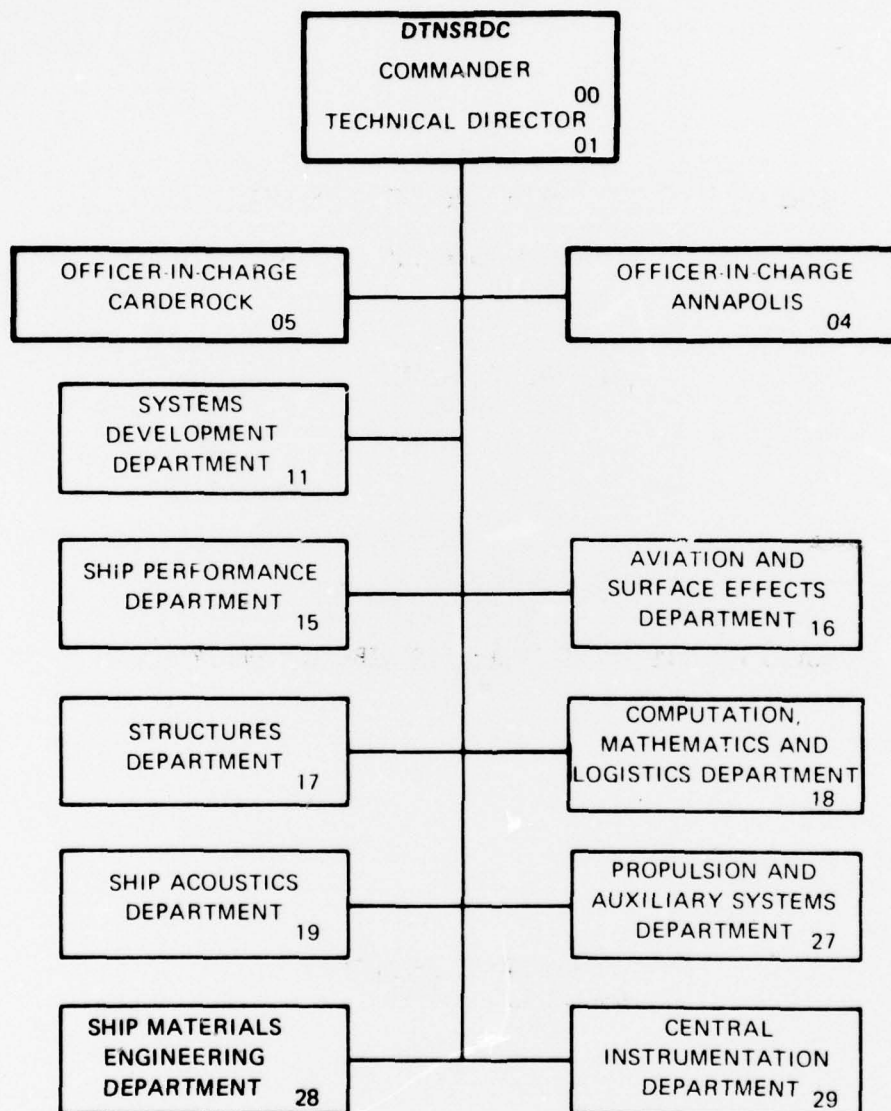 DTNSRDC
COMMANDER
00
TECHNICAL DIRECTOR
01
OFFICER-IN-CHARGE
CARDEROCK
05
OFFICER-IN-CHARGE
ANNAPOLIS
04
SYSTEMS
DEVELOPMENT
DEPARTMENT
11
SHIP PERFORMANCE
DEPARTMENT
15
AVIATION AND
SURFACE EFFECTS
DEPARTMENT
16
STRUCTURES
DEPARTMENT
17
COMPUTATION,
MATHEMATICS AND
LOGISTICS DEPARTMENT
18
SHIP ACOUSTICS
DEPARTMENT
19
PROPULSION AND
AUXILIARY SYSTEMS
DEPARTMENT
27
SHIP MATERIALS
ENGINEERING
DEPARTMENT
28
CENTRAL
INSTRUMENTATION
DEPARTMENT
29